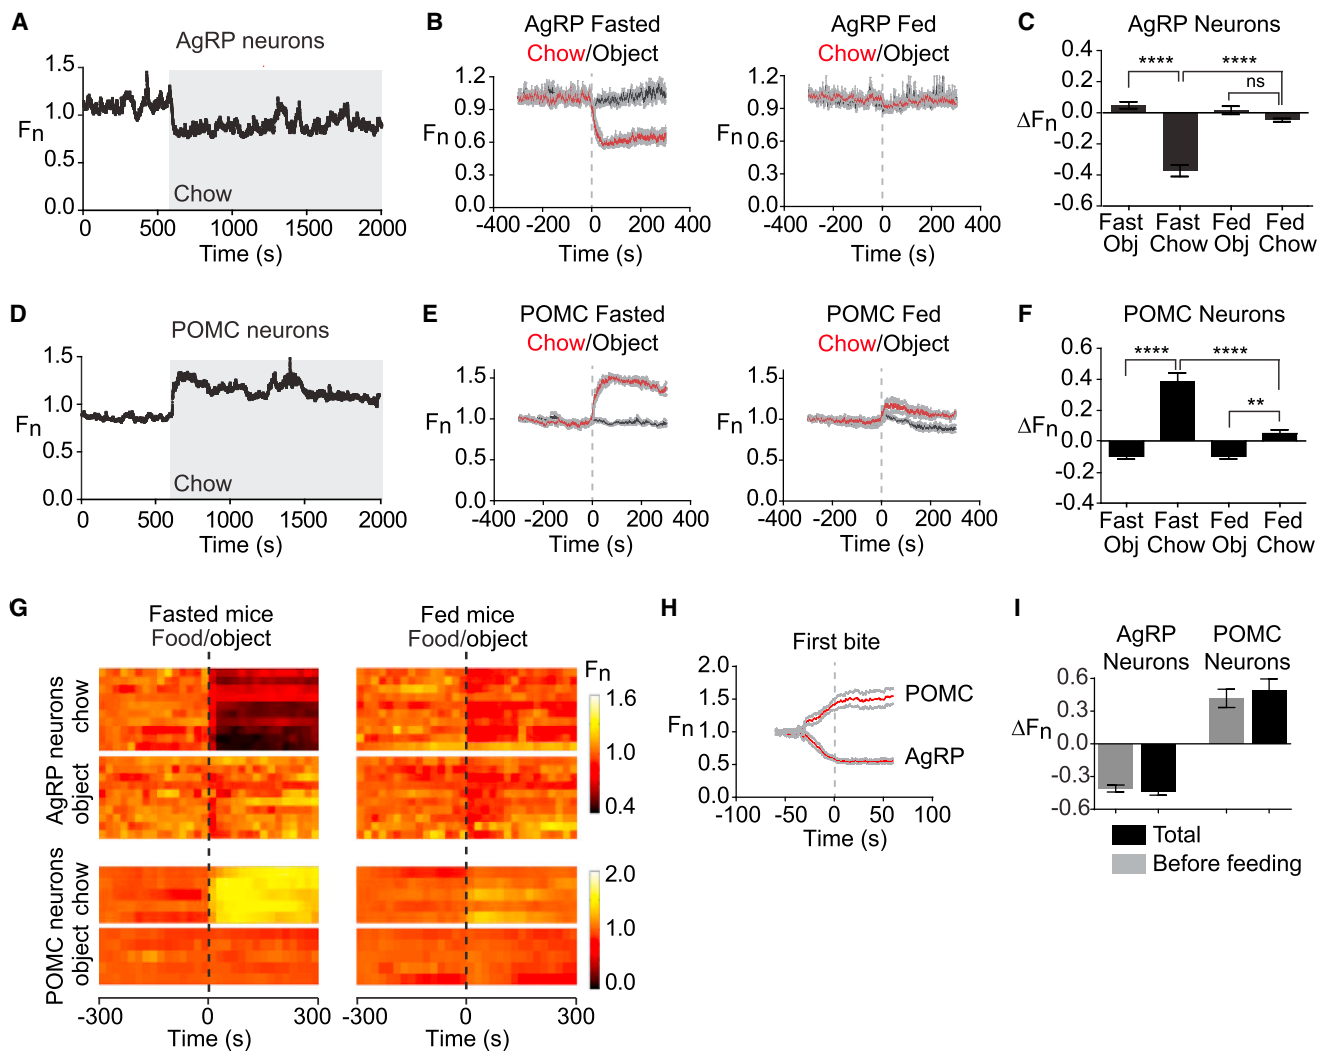 A
AgRP neurons
1.5
1.0
Fn
0.5
0.0
Chow
0 500 1000 1500 2000
Time (s)
B
AgRP Fasted
Chow/Object
1.2
0.9
Fn
0.6
0.3
0
-400 -200 0 200 400
Time (s)
AgRP Fed
Chow/Object
1.2
0.9
Fn
0.6
0.3
0.0
-400 -200 0 200 400
Time (s)
C
AgRP Neurons
0.4
0.2
0.0
ΔFn
-0.2
-0.4
-0.6
**** ****
ns
Fast Fast Fed Fed
Obj Chow Obj Chow
D
POMC neurons
1.5
1.0
Fn
0.5
0.0
Chow
0 500 1000 1500 2000
Time (s)
E
POMC Fasted
Chow/Object
1.5
1.0
Fn
0.5
0.0
-400 -200 0 200 400
Time (s)
POMC Fed
Chow/Object
1.5
1.0
Fn
0.5
0.0
-400 -200 0 200 400
Time (s)
F
POMC Neurons
0.6
0.4
0.2
ΔFn
0.0
-0.2
-0.4
**** ****
**
Fast Fast Fed Fed
Obj Chow Obj Chow
G
Fasted mice
Food/object
Fed mice
Food/object
AgRP neurons
chow
object
Fn
1.6
1.0
0.4
POMC neurons
chow
object
2.0
1.0
0.0
-300 0 300
Time (s)
-300 0 300
Time (s)
H
First bite
2.0
1.5
Fn
1.0
0.5
0.0
POMC
AgRP
-100 -50 0 50 100
Time (s)
I
AgRP
Neurons
POMC
Neurons
0.6
0.3
ΔFn
0.0
-0.3
-0.6
Total
Before feeding